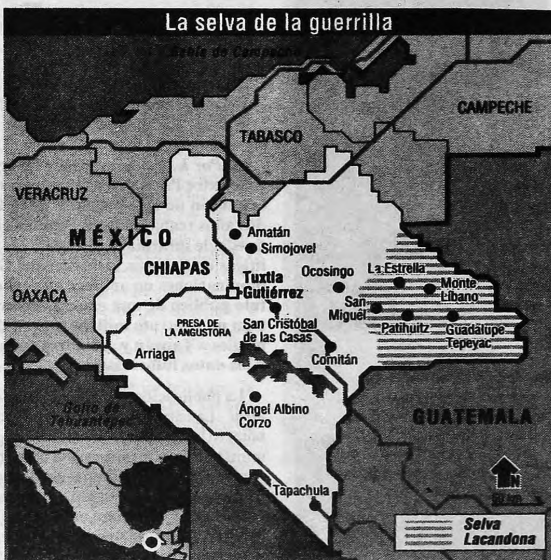 La selva de la guerrilla
Bahía de Campeche
CAMPECHE
TABASCO
VERACRUZ
MÉXICO
Amatán
Simojovel
CHIAPAS
Ocosingo
La Estrella
Monte
Líbano
OAXACA
Tuxtla
Gutiérrez
San
Miguel
PRESA DE
LA ANGUSTORA
San Cristóbal
de las Casas
Patihuitz
Guadalupe
Tepeyac
Arriaga
Comitán
Golfo de
Tehuantepec
Ángel Albino
Corzo
GUATEMALA
N
50 km
Tapachula
Selva
Lacandona